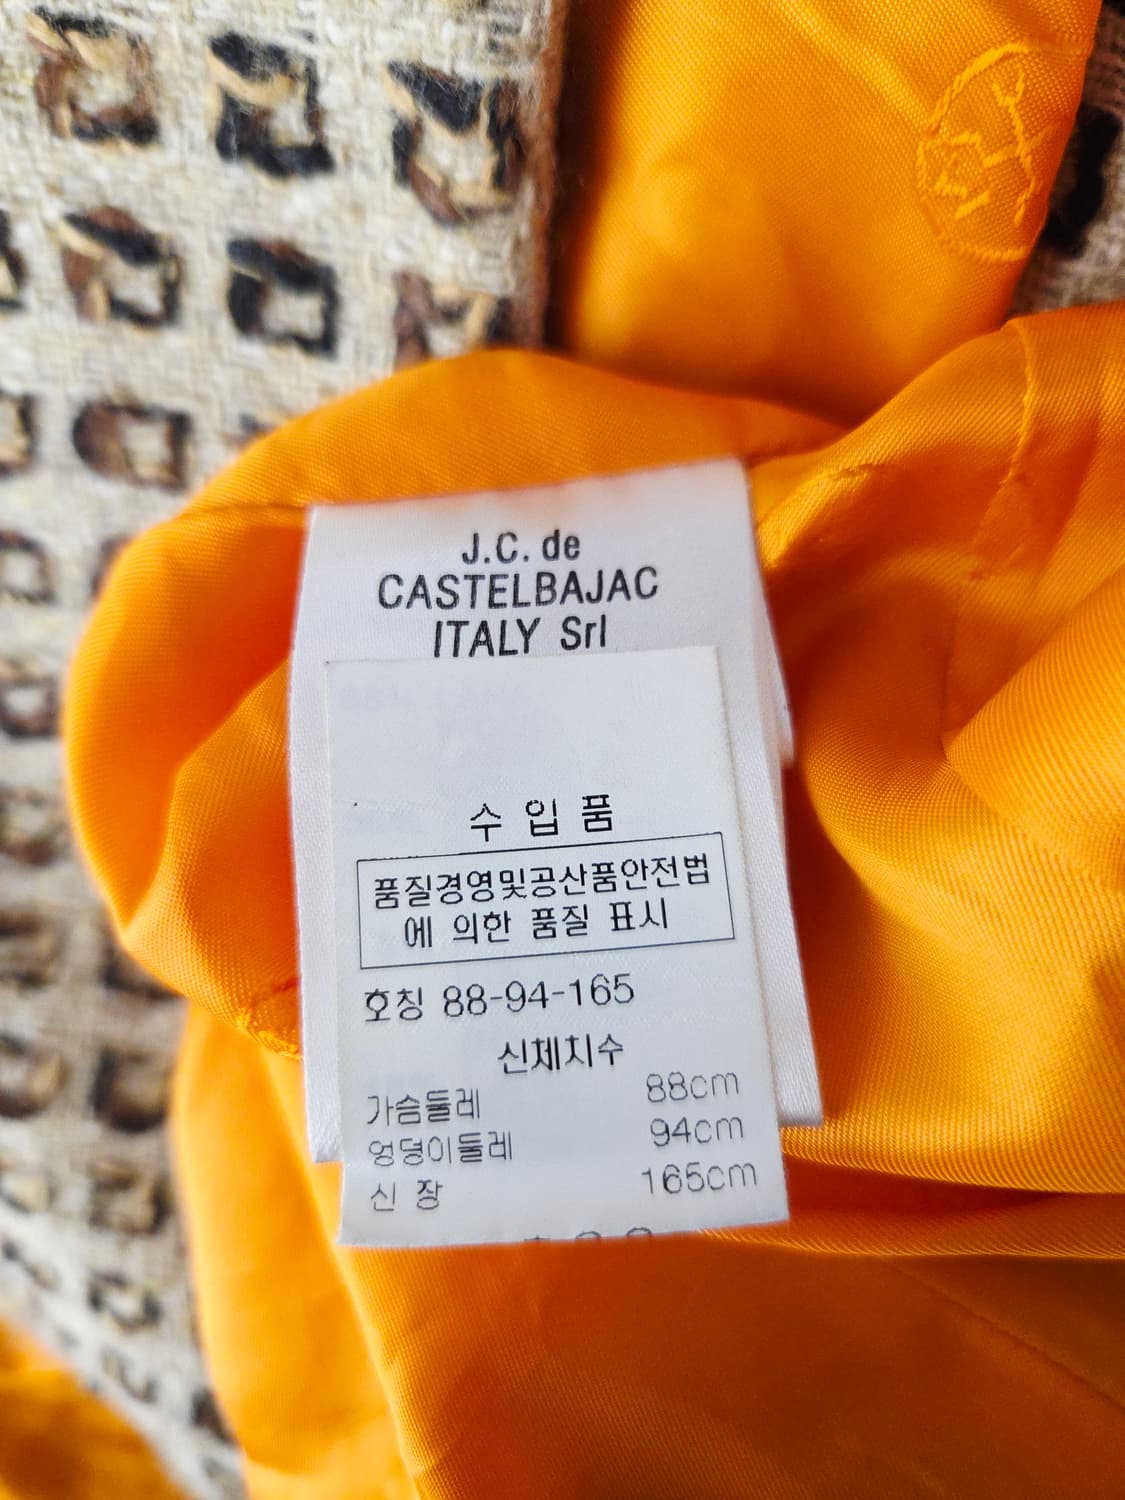 J.C. de
CASTELBAJAC
ITALY Srl
수 입 품
품질경영및공산품안전법
에 의한 품질 표시
호칭 88-94-165
신체치수
가슴둘레 88cm
엉덩이둘레 94cm
신 장 165cm